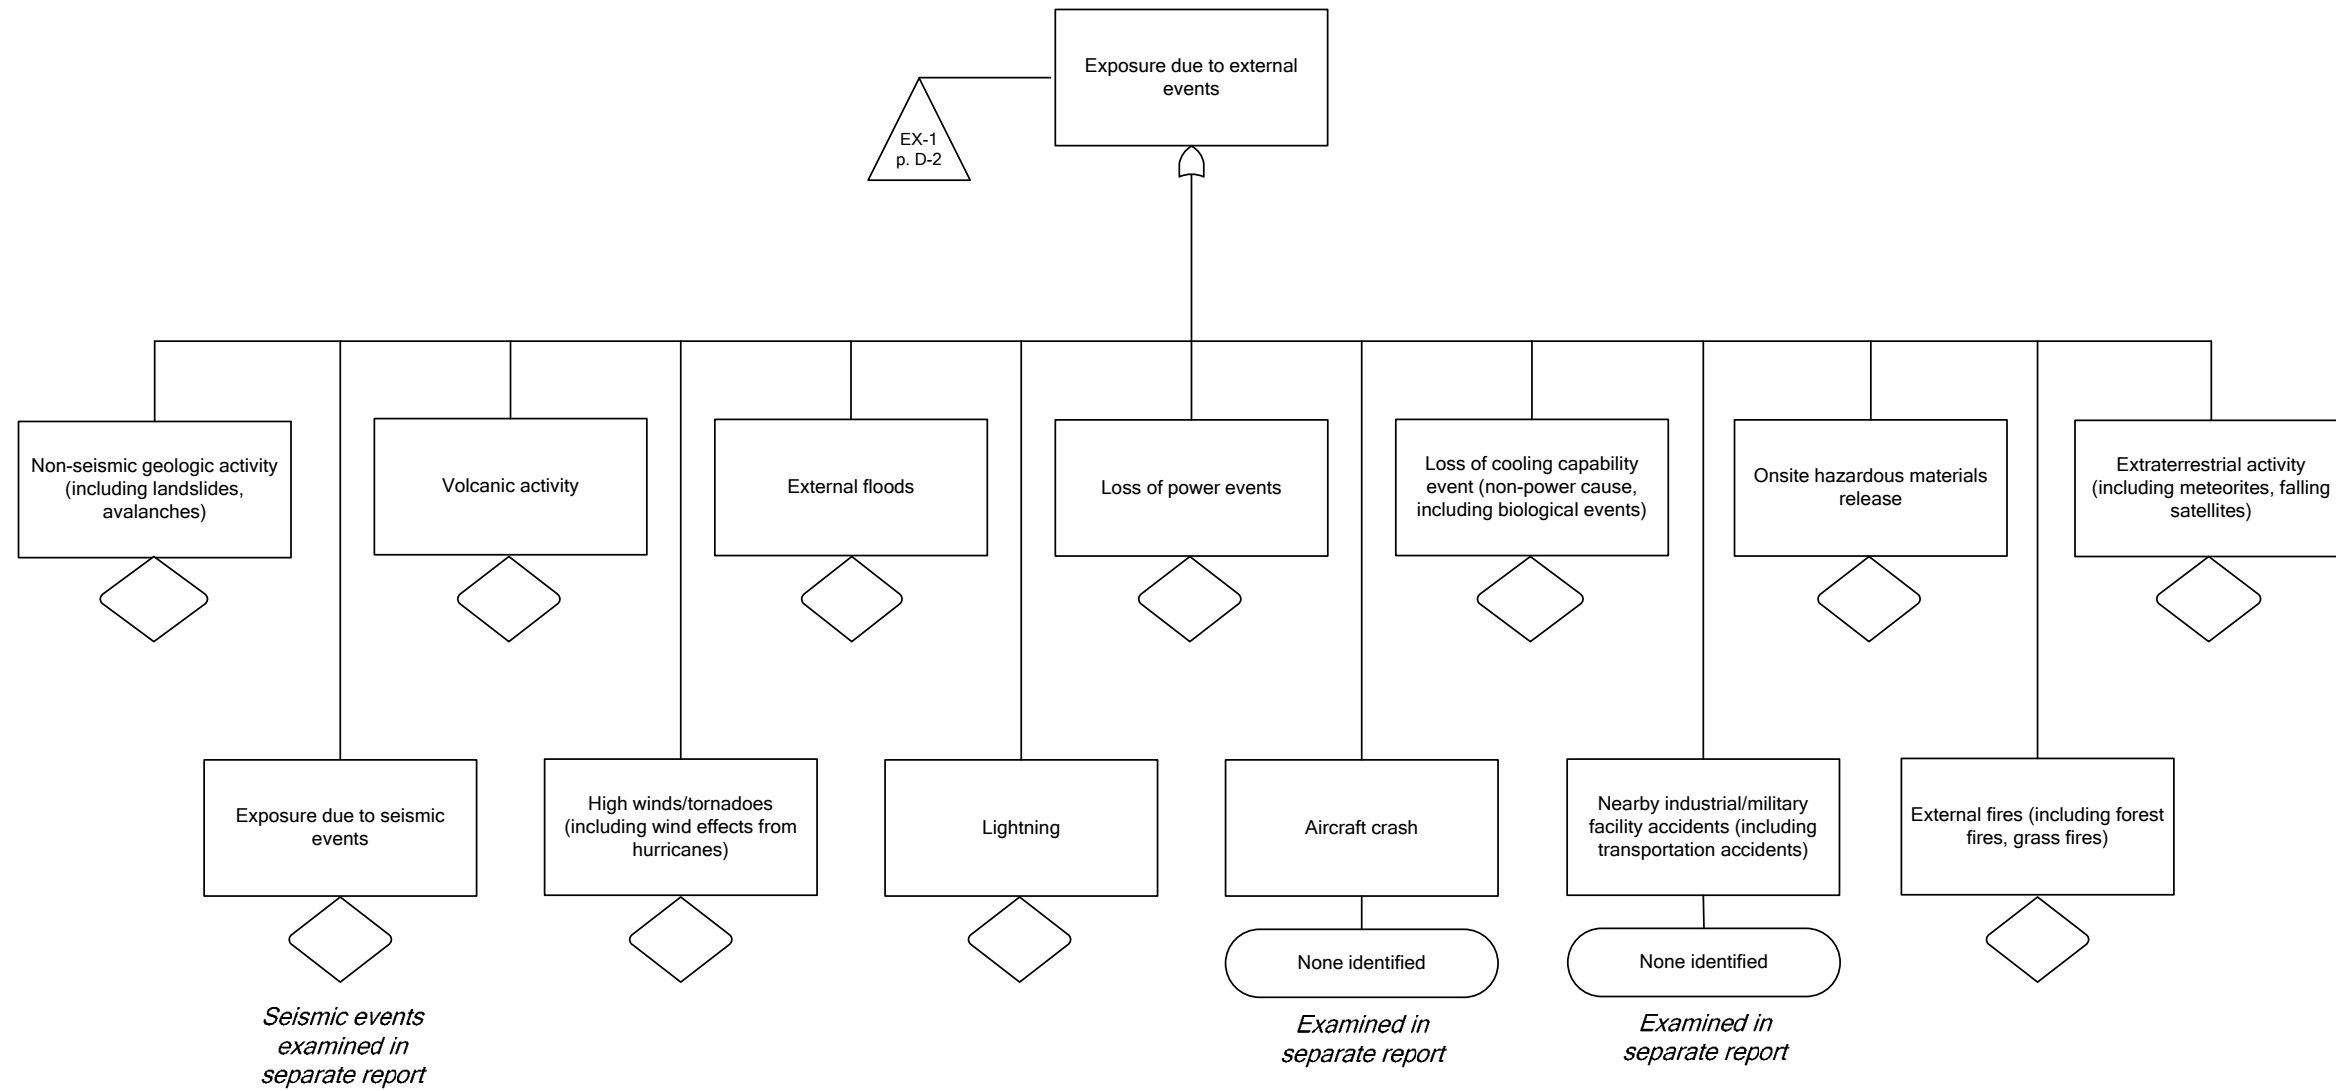 Exposure due to external
events
EX-1
p. D-2
Non-seismic geologic activity
(including landslides,
avalanches)
Volcanic activity
External floods
Loss of power events
Loss of cooling capability
event (non-power cause,
including biological events)
Onsite hazardous materials
release
Extraterrestrial activity
(including meteorites, falling
satellites)
Exposure due to seismic
events
High winds/tornadoes
(including wind effects from
hurricanes)
Lightning
Aircraft crash
Nearby industrial/military
facility accidents (including
transportation accidents)
External fires (including forest
fires, grass fires)
None identified
None identified
Seismic events
examined in
separate report
Examined in
separate report
Examined in
separate report